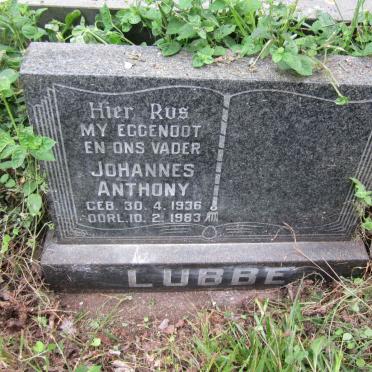 Hier Rus
MY EGGENOOT
EN ONS VADER
JOHANNES
ANTHONY
GEB. 30. 4. 1936
OORL. 10. 2. 1983
LUBBE